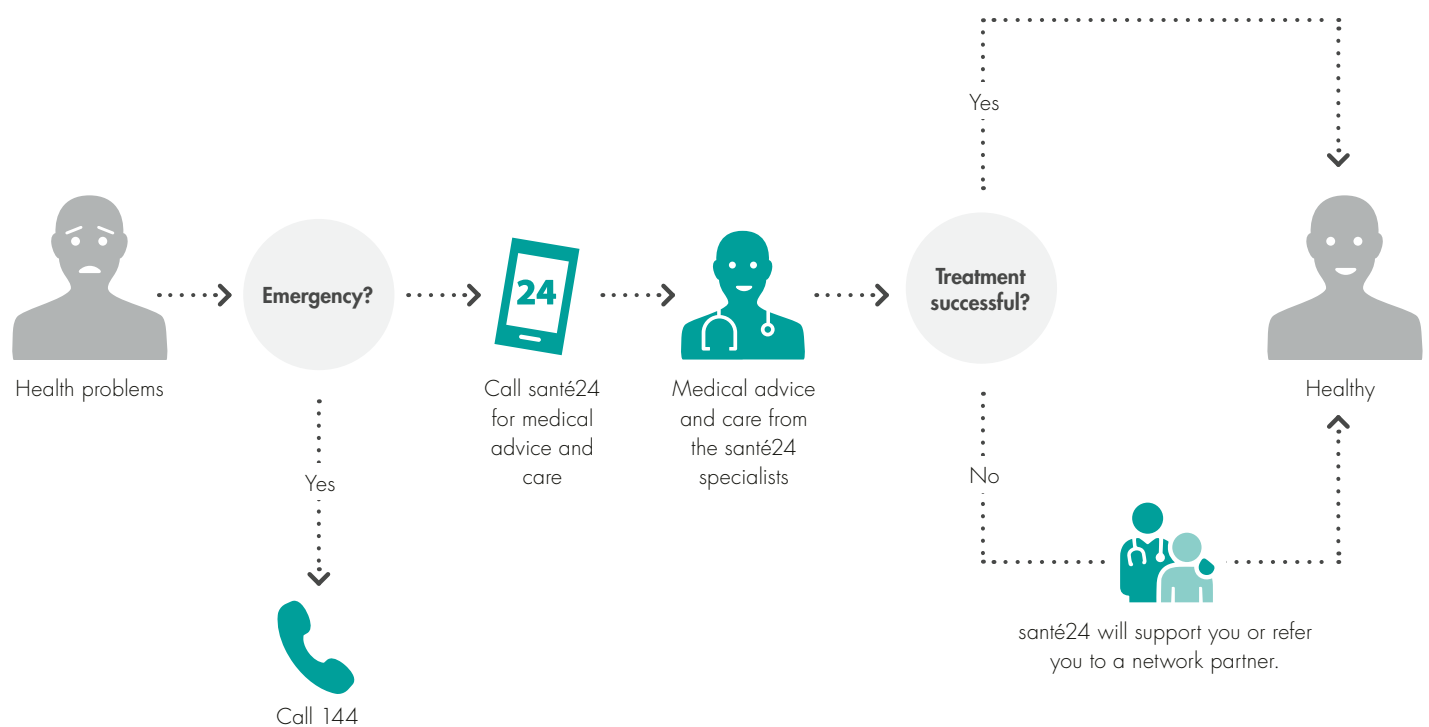 Yes
Emergency?
24
Treatment
successful?
Health problems
Call santé24
for medical
advice and
care
Medical advice
and care from
the santé24
specialists
Healthy
Yes
No
santé24 will support you or refer
you to a network partner.
Call 144